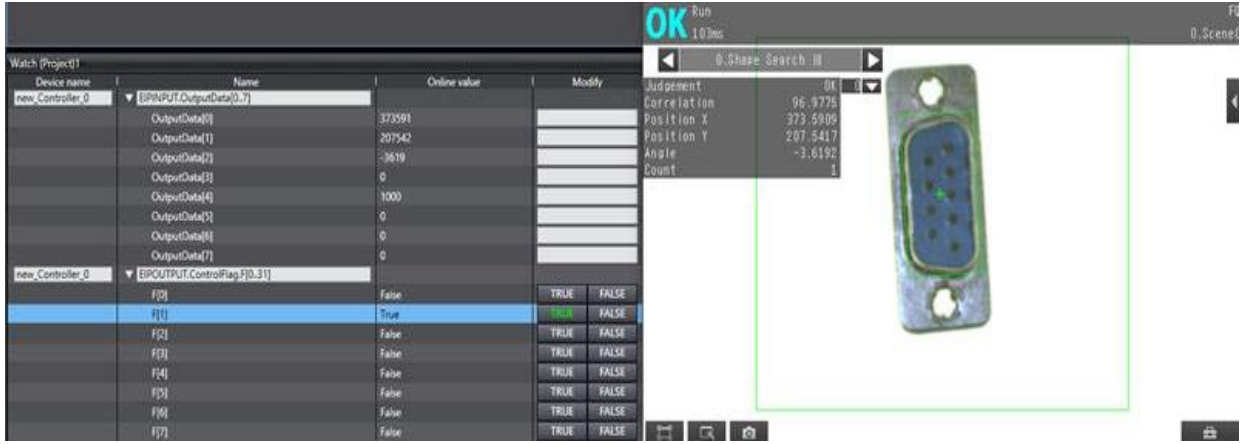 Watch (Project)1
Device name Name Online value Modify
new_Controller_0 ▼ EIPINPUT.OutputData[0..7]
OutputData[0] 373591
OutputData[1] 207542
OutputData[2] -3619
OutputData[3] 0
OutputData[4] 1000
OutputData[5] 0
OutputData[6] 0
OutputData[7] 0
new_Controller_0 ▼ EIPOUTPUT.ControlFlag.F[0..31]
F[0] False TRUE FALSE
F[1] True TRUE FALSE
F[2] False TRUE FALSE
F[3] False TRUE FALSE
F[4] False TRUE FALSE
F[5] False TRUE FALSE
F[6] False TRUE FALSE
F[7] False TRUE FALSE
OK Run
103ms
0.Scene
0.Shape Search III
Judgement OK 0
Correlation 96.9775
Position X 373.5909
Position Y 207.5417
Angle -3.6192
Count 1